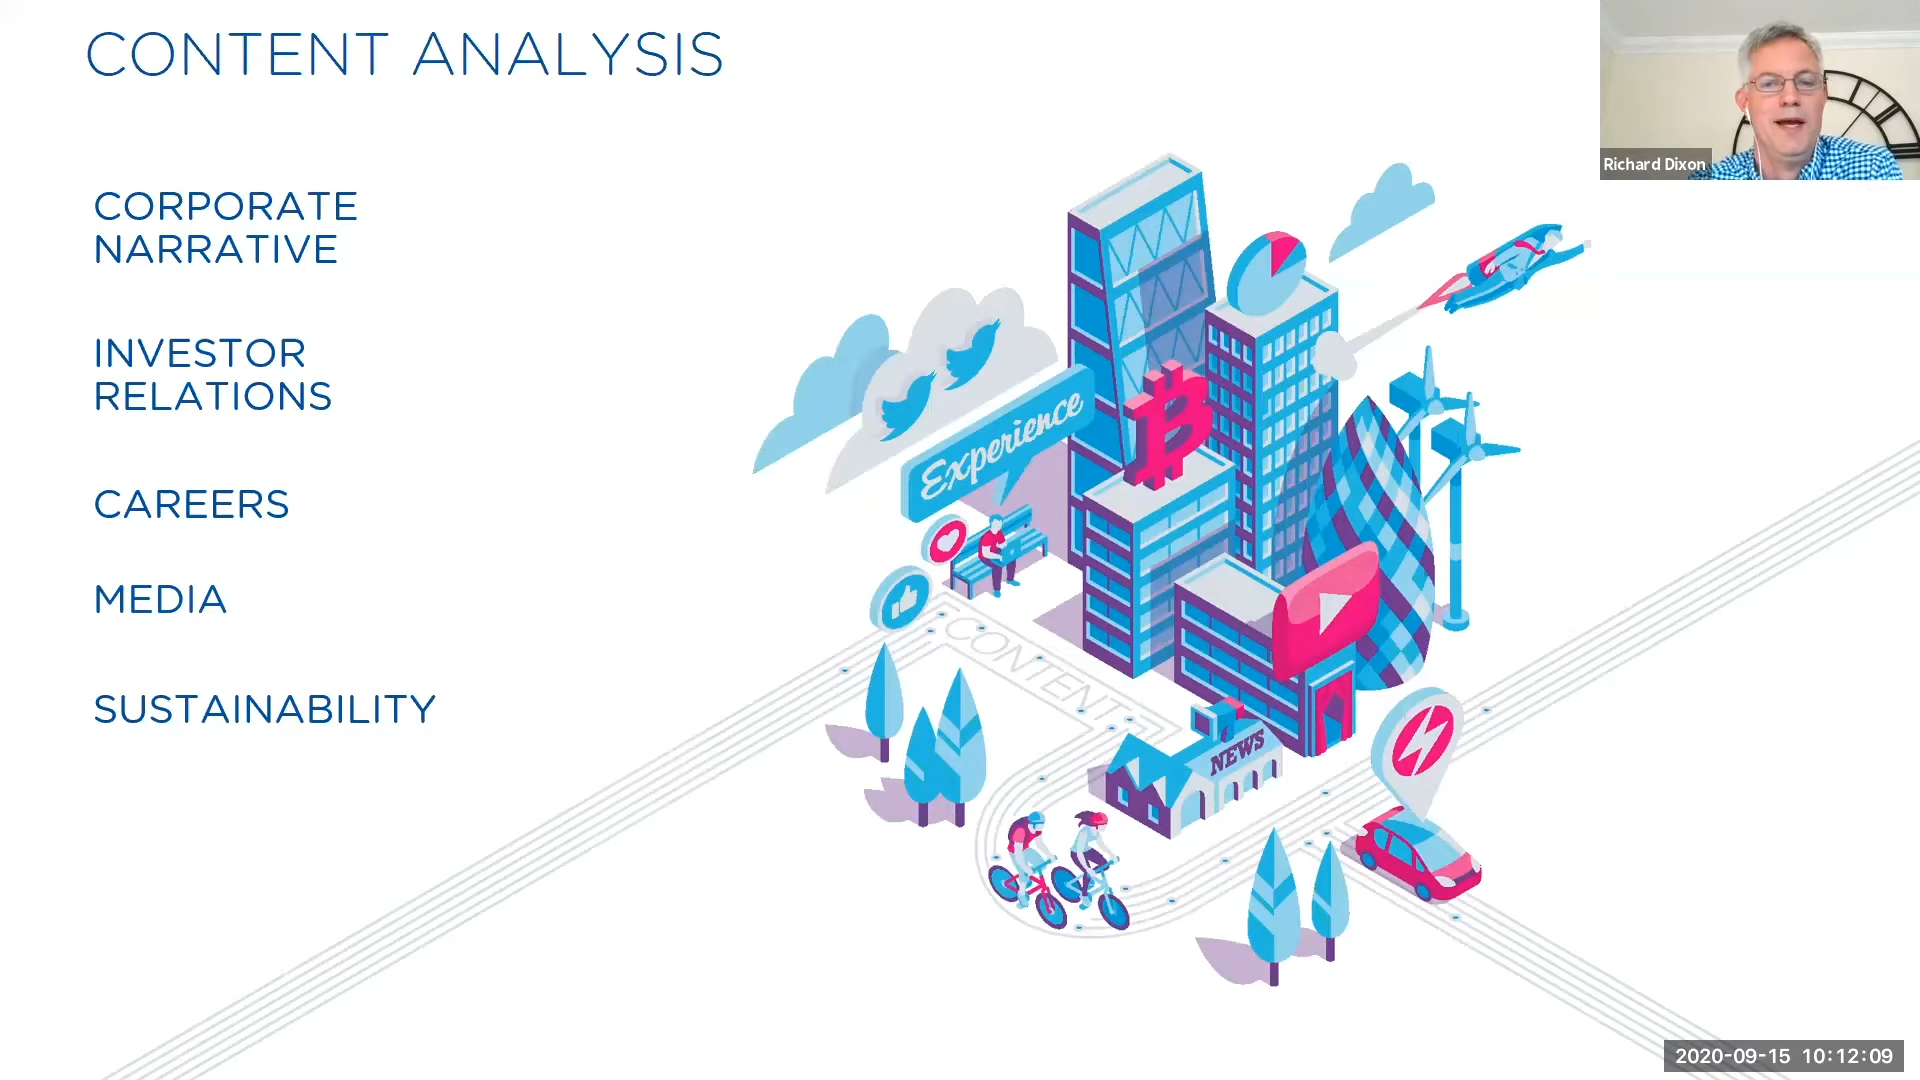 CONTENT ANALYSIS
Richard Dixon
CORPORATE
NARRATIVE
INVESTOR
RELATIONS
CAREERS
MEDIA
SUSTAINABILITY
Experience
CONTENT
NEWS
2020-09-15 10:12:09